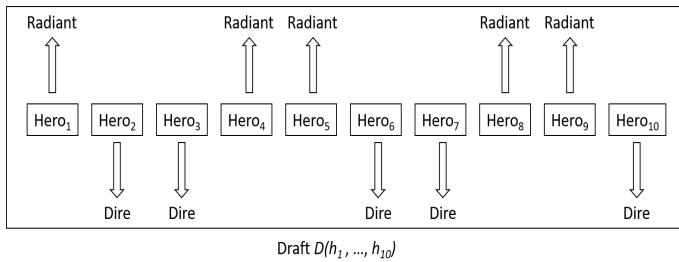 Radiant Radiant Radiant Radiant Radiant
Hero₁ Hero₂ Hero₃ Hero₄ Hero₅ Hero₆ Hero₇ Hero₈ Hero₉ Hero₁₀
Dire Dire Dire Dire Dire
Draft D(h₁ , ..., h₁₀)